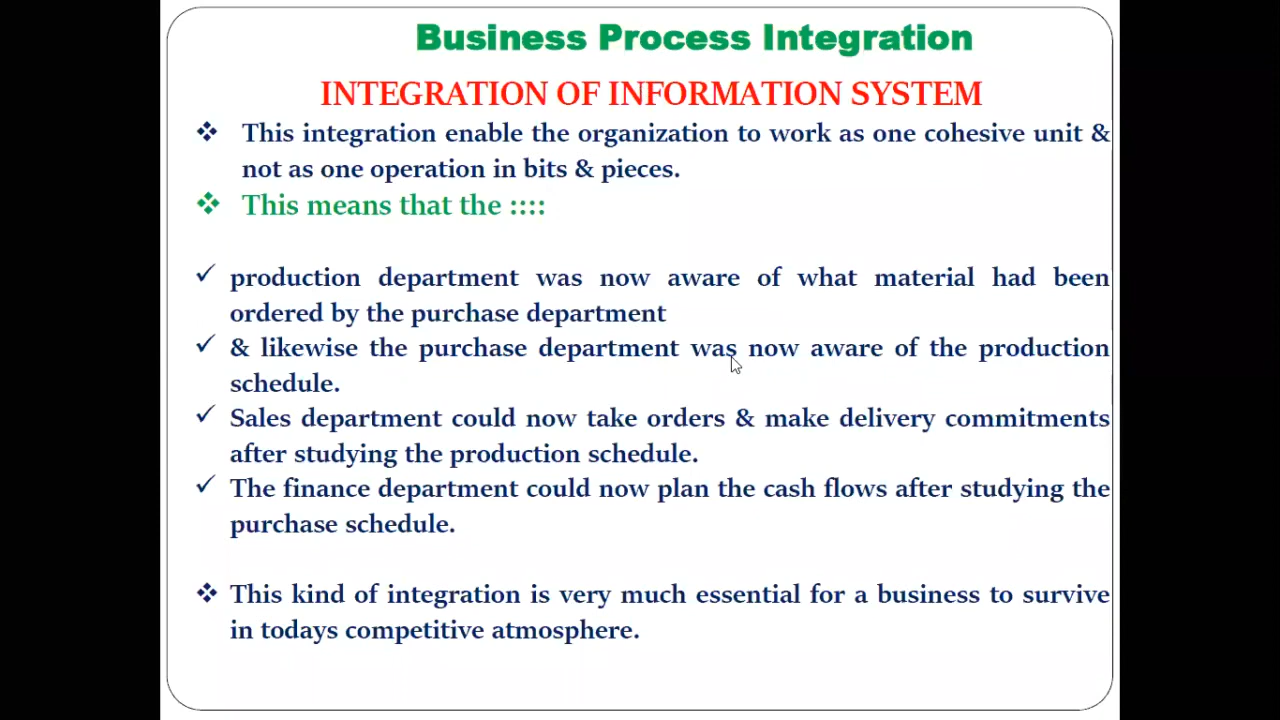 Business Process Integration
INTEGRATION OF INFORMATION SYSTEM
❖ This integration enable the organization to work as one cohesive unit &
not as one operation in bits & pieces.
❖ This means that the ::::
✓ production department was now aware of what material had been
ordered by the purchase department
✓ & likewise the purchase department was now aware of the production
schedule.
✓ Sales department could now take orders & make delivery commitments
after studying the production schedule.
✓ The finance department could now plan the cash flows after studying the
purchase schedule.
❖ This kind of integration is very much essential for a business to survive
in todays competitive atmosphere.